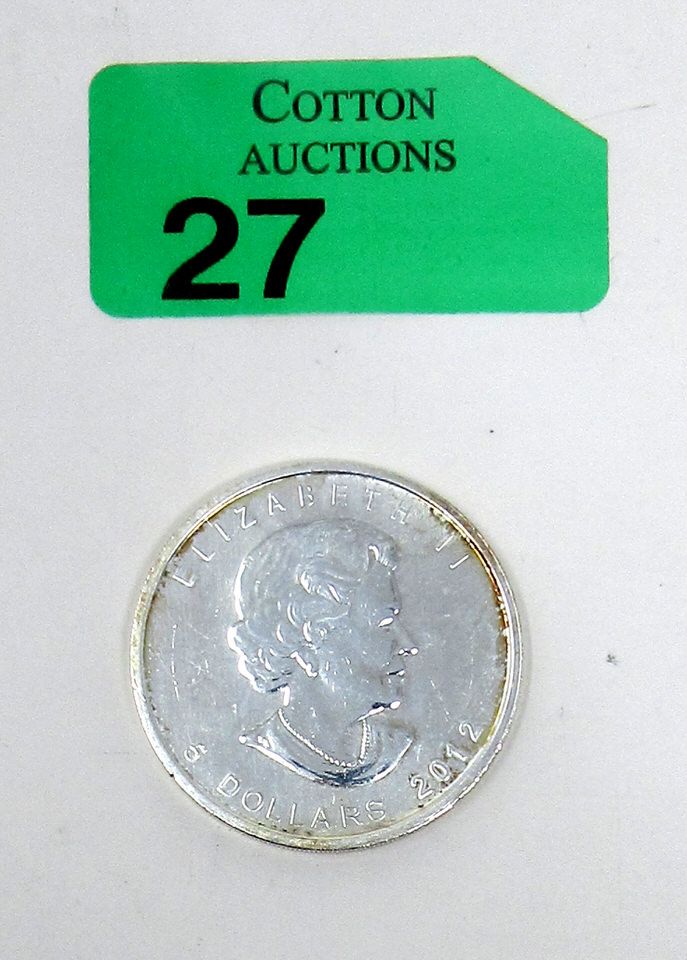 COTTON
AUCTIONS
27
ELIZABETH II
5 DOLLARS 2012